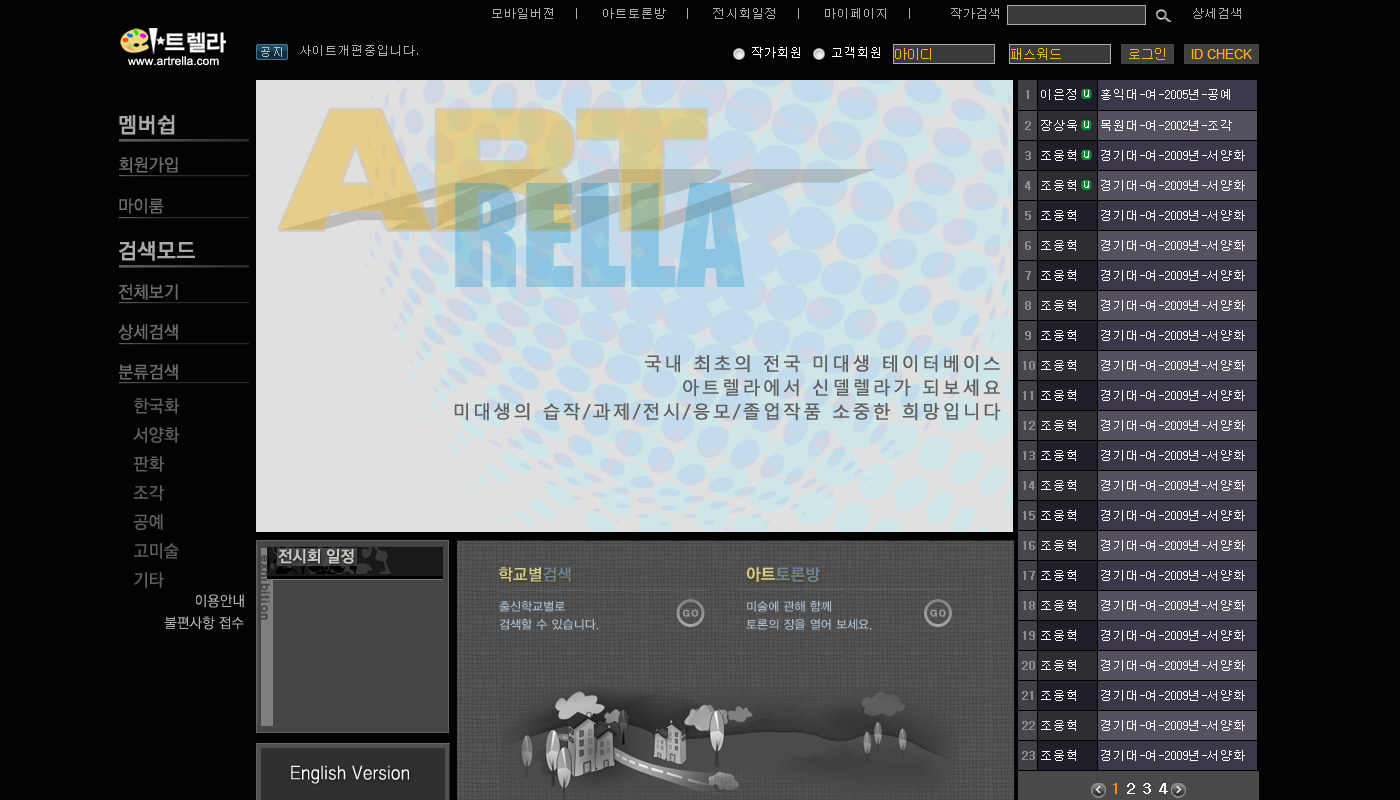 모바일버젼 | 아트토론방 | 전시회일정 | 마이페이지 | 작가검색 상세검색
아트렐라
www.artrella.com
공지 사이트개편중입니다.
작가회원 고객회원 아이디 패스워드 로그인 ID CHECK
멤버쉽
회원가입
마이룸
검색모드
전체보기
상세검색
분류검색
한국화
서양화
판화
조각
공예
고미술
기타
이용안내
불편사항 접수
ART
RELLA
국내 최초의 전국 미대생 테이터베이스
아트렐라에서 신델렐라가 되보세요
미대생의 습작/과제/전시/응모/졸업작품 소중한 희망입니다
전시회 일정
exhibition
English Version
학교별검색
출신학교별로
검색할 수 있습니다.
GO
아트토론방
미술에 관해 함께
토론의 장을 열어 보세요.
GO
1 이은정 u 홍익대-여-2005년-공예
2 장상욱 u 목원대-여-2002년-조각
3 조웅혁 u 경기대-여-2009년-서양화
4 조웅혁 u 경기대-여-2009년-서양화
5 조웅혁 경기대-여-2009년-서양화
6 조웅혁 경기대-여-2009년-서양화
7 조웅혁 경기대-여-2009년-서양화
8 조웅혁 경기대-여-2009년-서양화
9 조웅혁 경기대-여-2009년-서양화
10 조웅혁 경기대-여-2009년-서양화
11 조웅혁 경기대-여-2009년-서양화
12 조웅혁 경기대-여-2009년-서양화
13 조웅혁 경기대-여-2009년-서양화
14 조웅혁 경기대-여-2009년-서양화
15 조웅혁 경기대-여-2009년-서양화
16 조웅혁 경기대-여-2009년-서양화
17 조웅혁 경기대-여-2009년-서양화
18 조웅혁 경기대-여-2009년-서양화
19 조웅혁 경기대-여-2009년-서양화
20 조웅혁 경기대-여-2009년-서양화
21 조웅혁 경기대-여-2009년-서양화
22 조웅혁 경기대-여-2009년-서양화
23 조웅혁 경기대-여-2009년-서양화
1 2 3 4